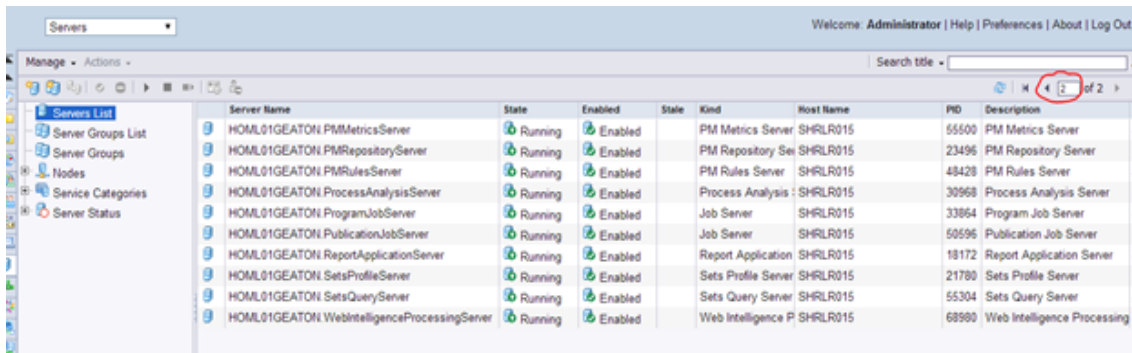 Servers
Welcome: Administrator | Help | Preferences | About | Log Out
Manage Actions
Search title
2 of 2
Servers List
Server Groups List
Server Groups
Nodes
Service Categories
Server Status
Server Name State Enabled Stale Kind Host Name PID Description
HOML01GEATON.PMMetricsServer Running Enabled PM Metrics Server SHRLR015 55500 PM Metrics Server
HOML01GEATON.PMRepositoryServer Running Enabled PM Repository Ser SHRLR015 23496 PM Repository Server
HOML01GEATON.PMRulesServer Running Enabled PM Rules Server SHRLR015 48428 PM Rules Server
HOML01GEATON.ProcessAnalysisServer Running Enabled Process Analysis S SHRLR015 30968 Process Analysis Server
HOML01GEATON.ProgramJobServer Running Enabled Job Server SHRLR015 33864 Program Job Server
HOML01GEATON.PublicationJobServer Running Enabled Job Server SHRLR015 50596 Publication Job Server
HOML01GEATON.ReportApplicationServer Running Enabled Report Application SHRLR015 18172 Report Application Server
HOML01GEATON.SetsProfileServer Running Enabled Sets Profile Server SHRLR015 21780 Sets Profile Server
HOML01GEATON.SetsQueryServer Running Enabled Sets Query Server SHRLR015 55304 Sets Query Server
HOML01GEATON.WebIntelligenceProcessingServer Running Enabled Web Intelligence P SHRLR015 68980 Web Intelligence Processing